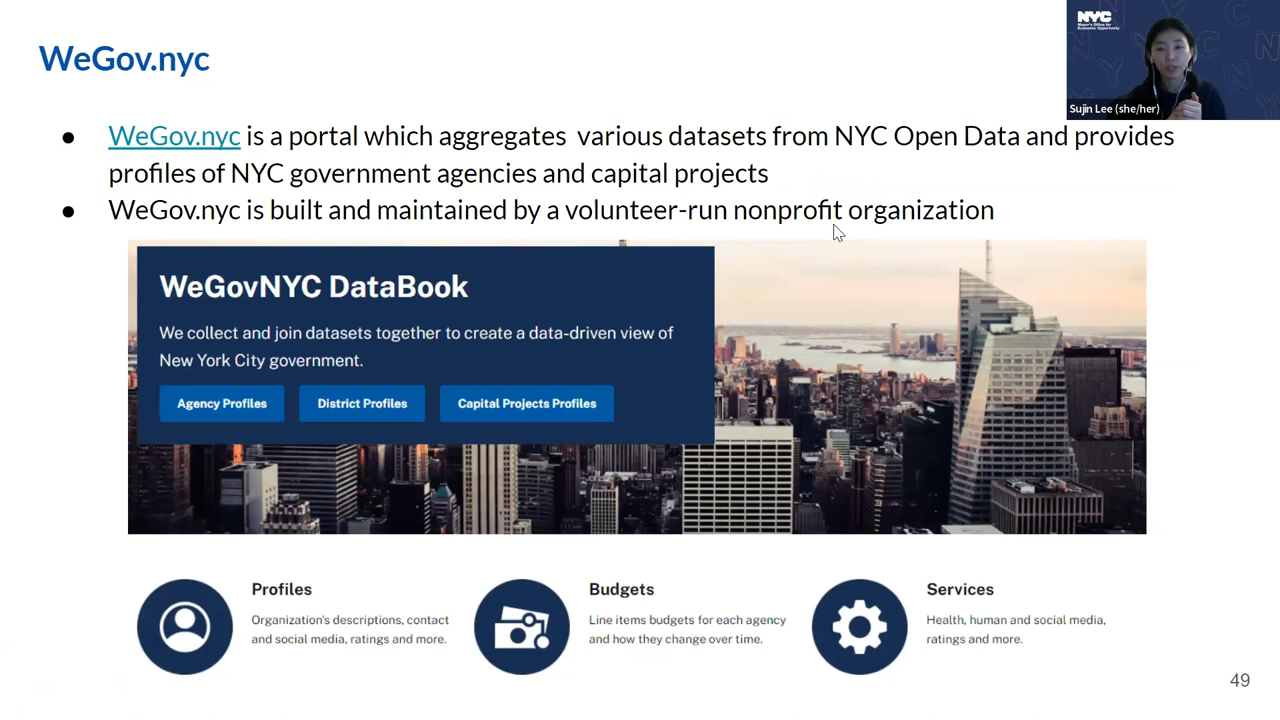 WeGov.nyc
NYC
Mayor's Office for
Economic Opportunity
Sujin Lee (she/her)
● WeGov.nyc is a portal which aggregates various datasets from NYC Open Data and provides
profiles of NYC government agencies and capital projects
● WeGov.nyc is built and maintained by a volunteer-run nonprofit organization
WeGovNYC DataBook
We collect and join datasets together to create a data-driven view of
New York City government.
Agency Profiles
District Profiles
Capital Projects Profiles
Profiles
Organization's descriptions, contact
and social media, ratings and more.
Budgets
Line items budgets for each agency
and how they change over time.
Services
Health, human and social media,
ratings and more.
49